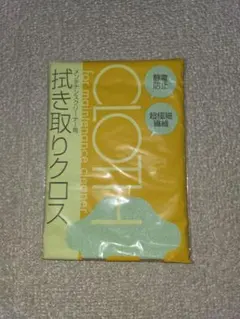 メンテナンスクリーナー用
拭き取りクロス
for maintenance cleaner
CLOTH
静電
防止
超極細
繊維